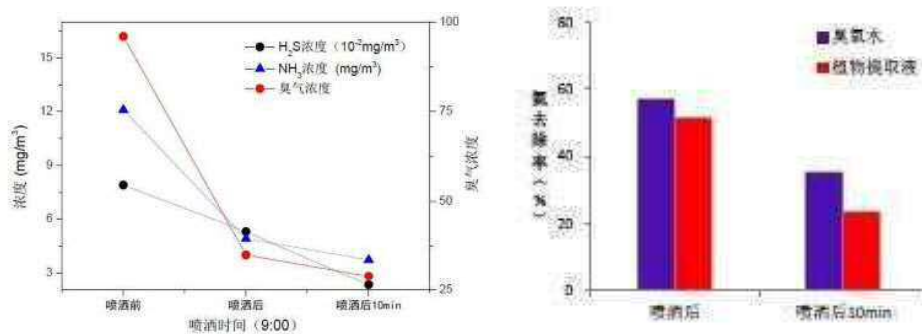 H₂S浓度（10⁻²mg/m³）
NH₃浓度 (mg/m³)
臭气浓度
浓度 (mg/m³)
15
12
9
6
3
100
75
50
25
臭气浓度
喷洒前
喷洒后
喷洒后10min
喷洒时间（9:00）
臭氧水
植物提取液
氨去除率（%）
80
60
40
20
0
喷洒后
喷洒后30min